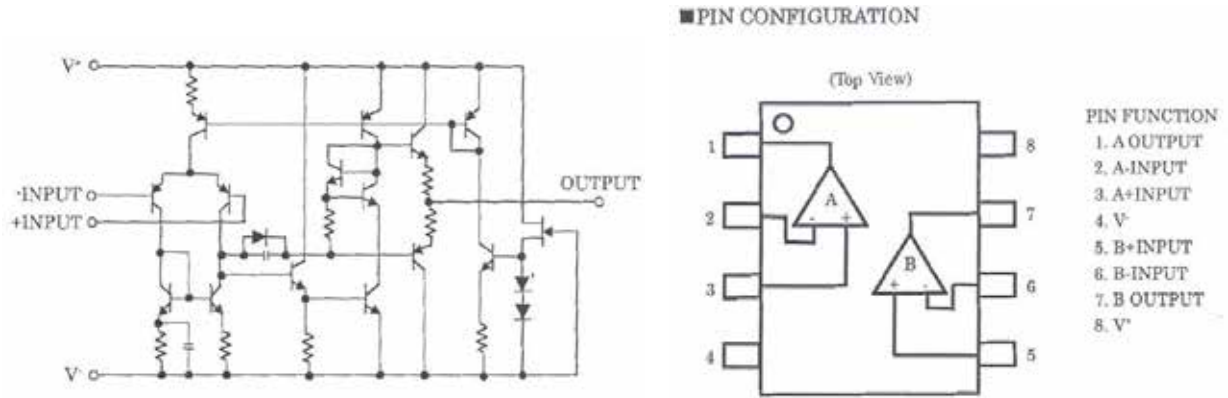 ■PIN CONFIGURATION
(Top View)
V⁺
-INPUT
+INPUT
OUTPUT
V⁻
1
2
3
4
8
7
6
5
A
- +
B
+ -
PIN FUNCTION
1. A OUTPUT
2. A-INPUT
3. A+INPUT
4. V⁻
5. B+INPUT
6. B-INPUT
7. B OUTPUT
8. V⁺